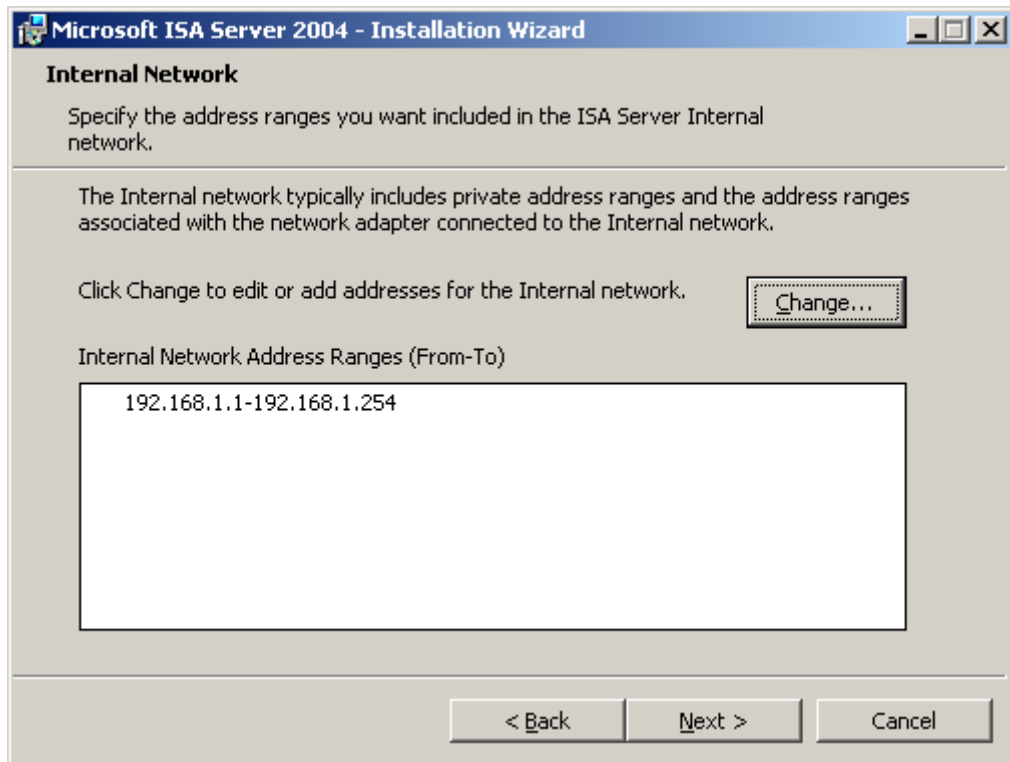 Microsoft ISA Server 2004 - Installation Wizard
Internal Network
Specify the address ranges you want included in the ISA Server Internal
network.
The Internal network typically includes private address ranges and the address ranges
associated with the network adapter connected to the Internal network.
Click Change to edit or add addresses for the Internal network.
Change...
Internal Network Address Ranges (From-To)
192.168.1.1-192.168.1.254
< Back
Next >
Cancel